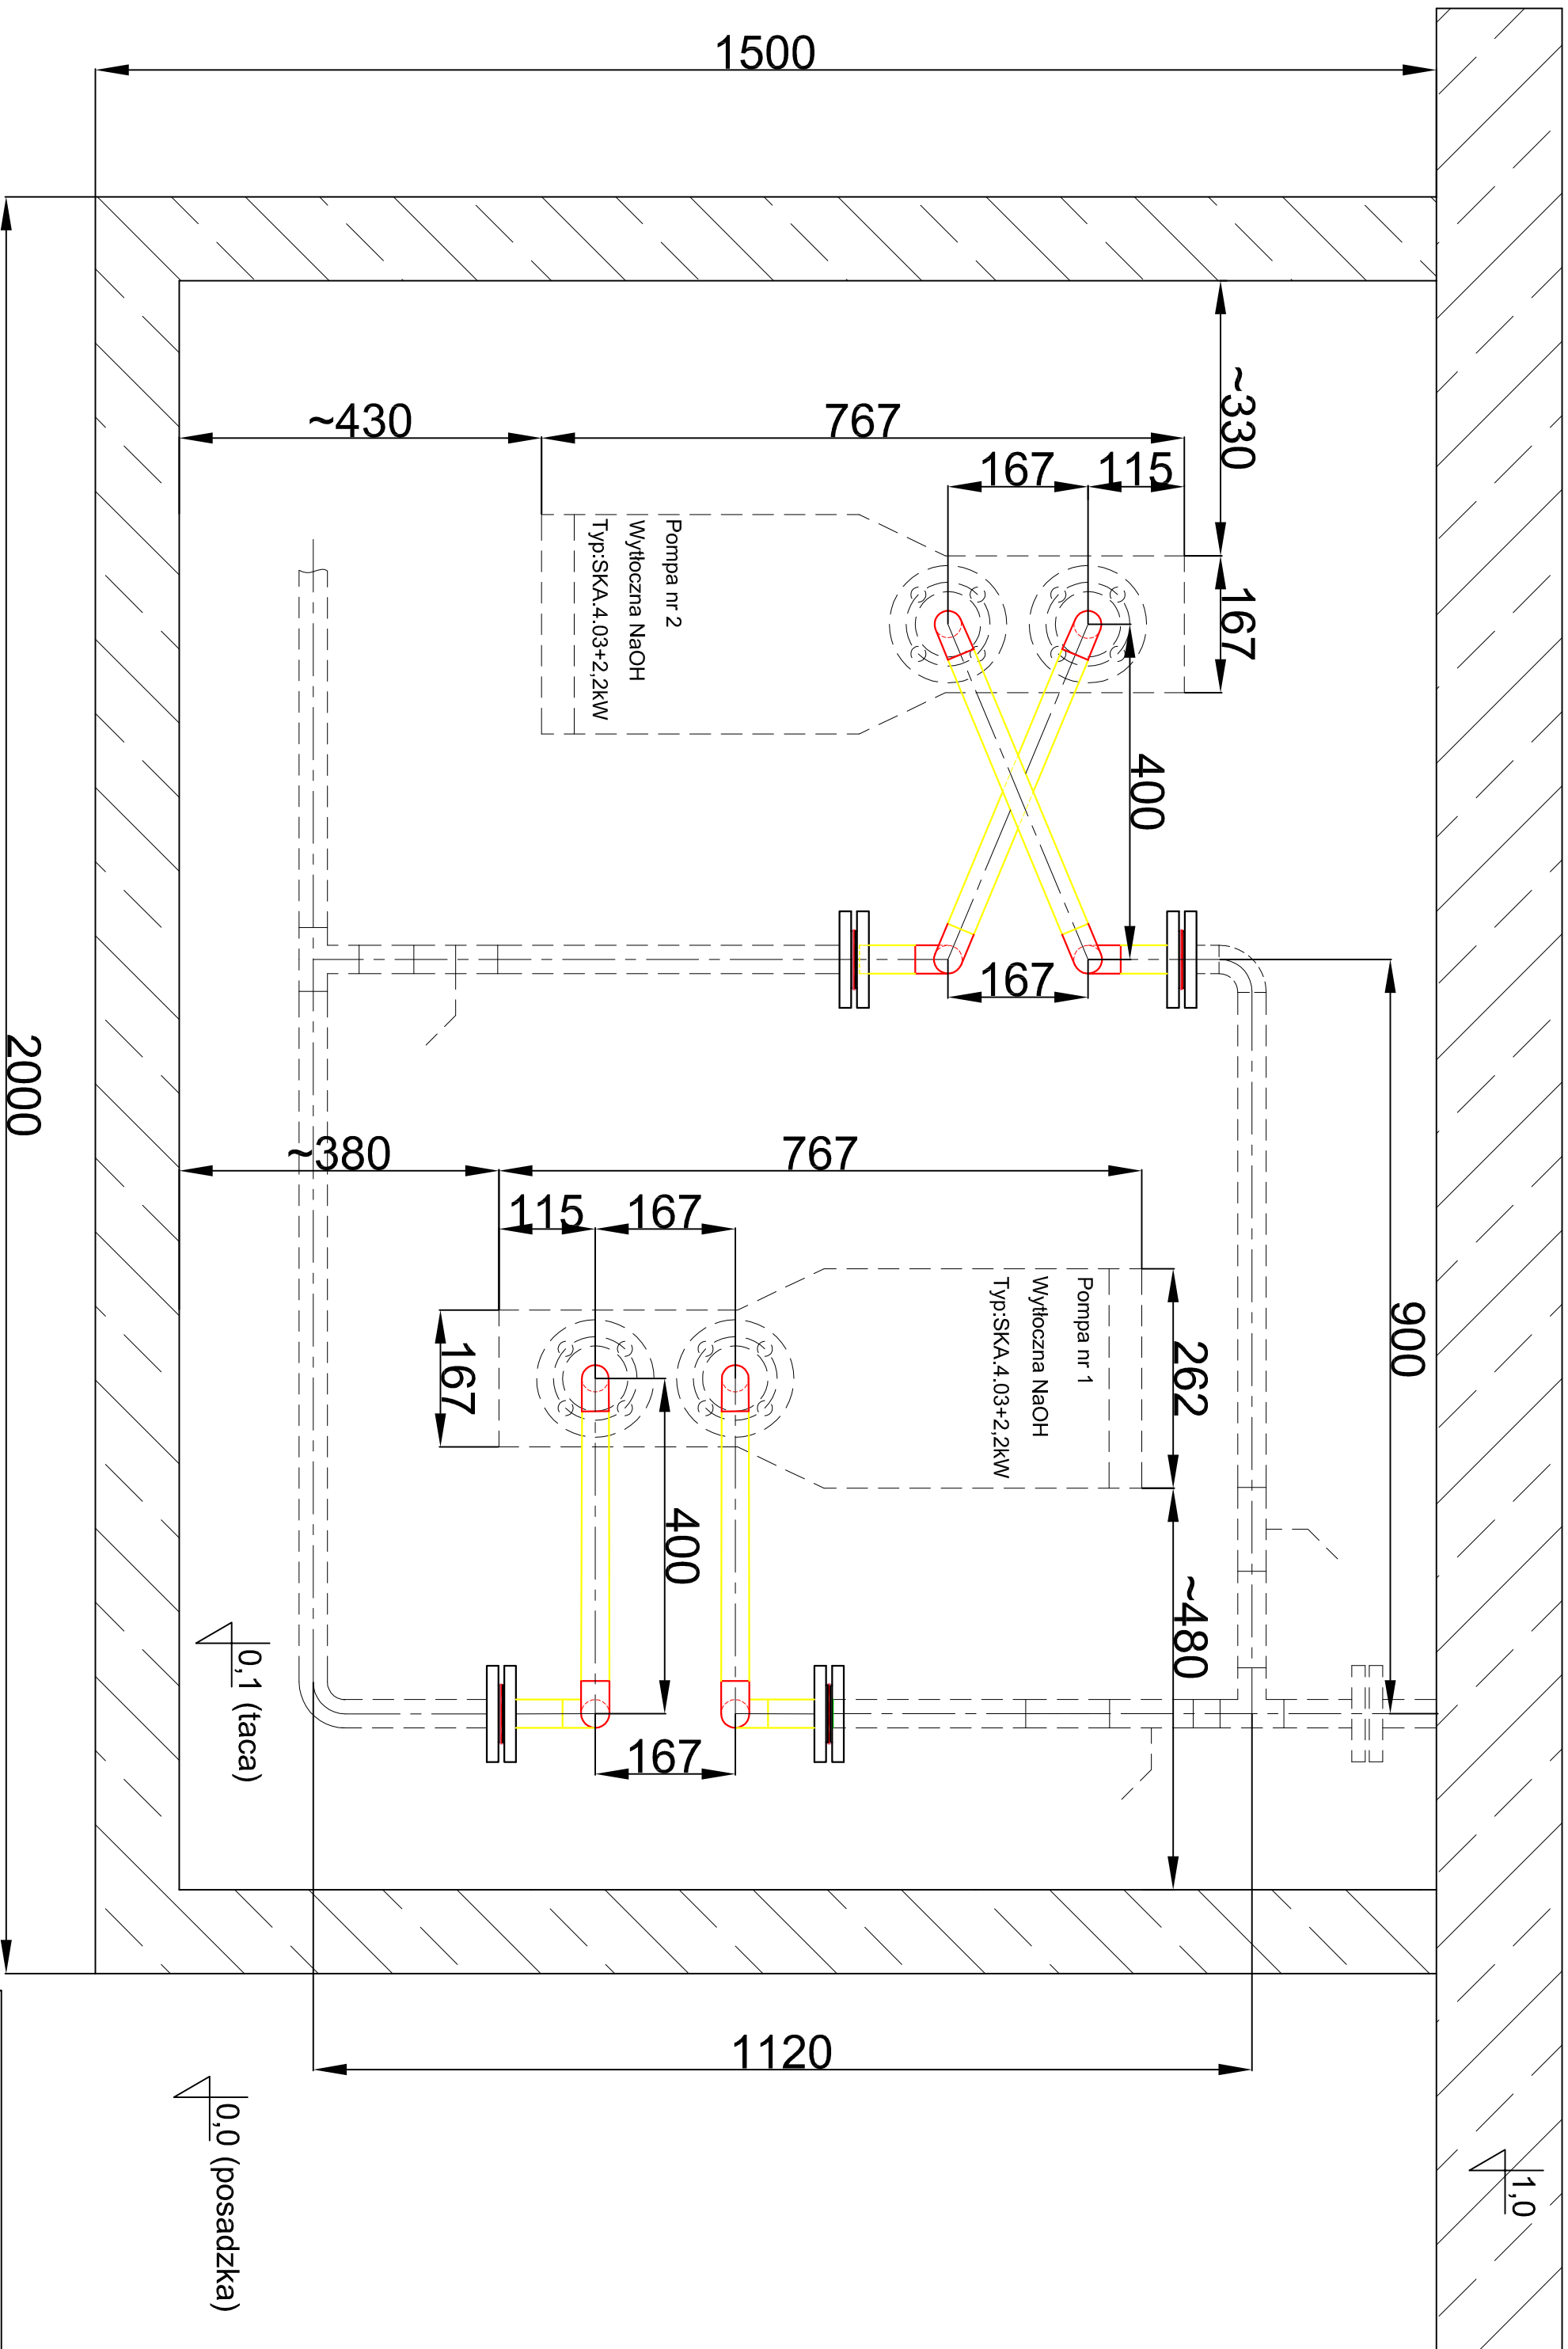 1500
~330
~430
767
167
115
167
Pompa nr 2
Wytłoczna NaOH
Typ:SKA.4.03+2,2kW
400
167
2000
~380
767
900
115
167
Pompa nr 1
Wytłoczna NaOH
Typ:SKA.4.03+2,2kW
167
262
400
~480
167
0,1 (taca)
1120
0,0 (posadzka)
1,0